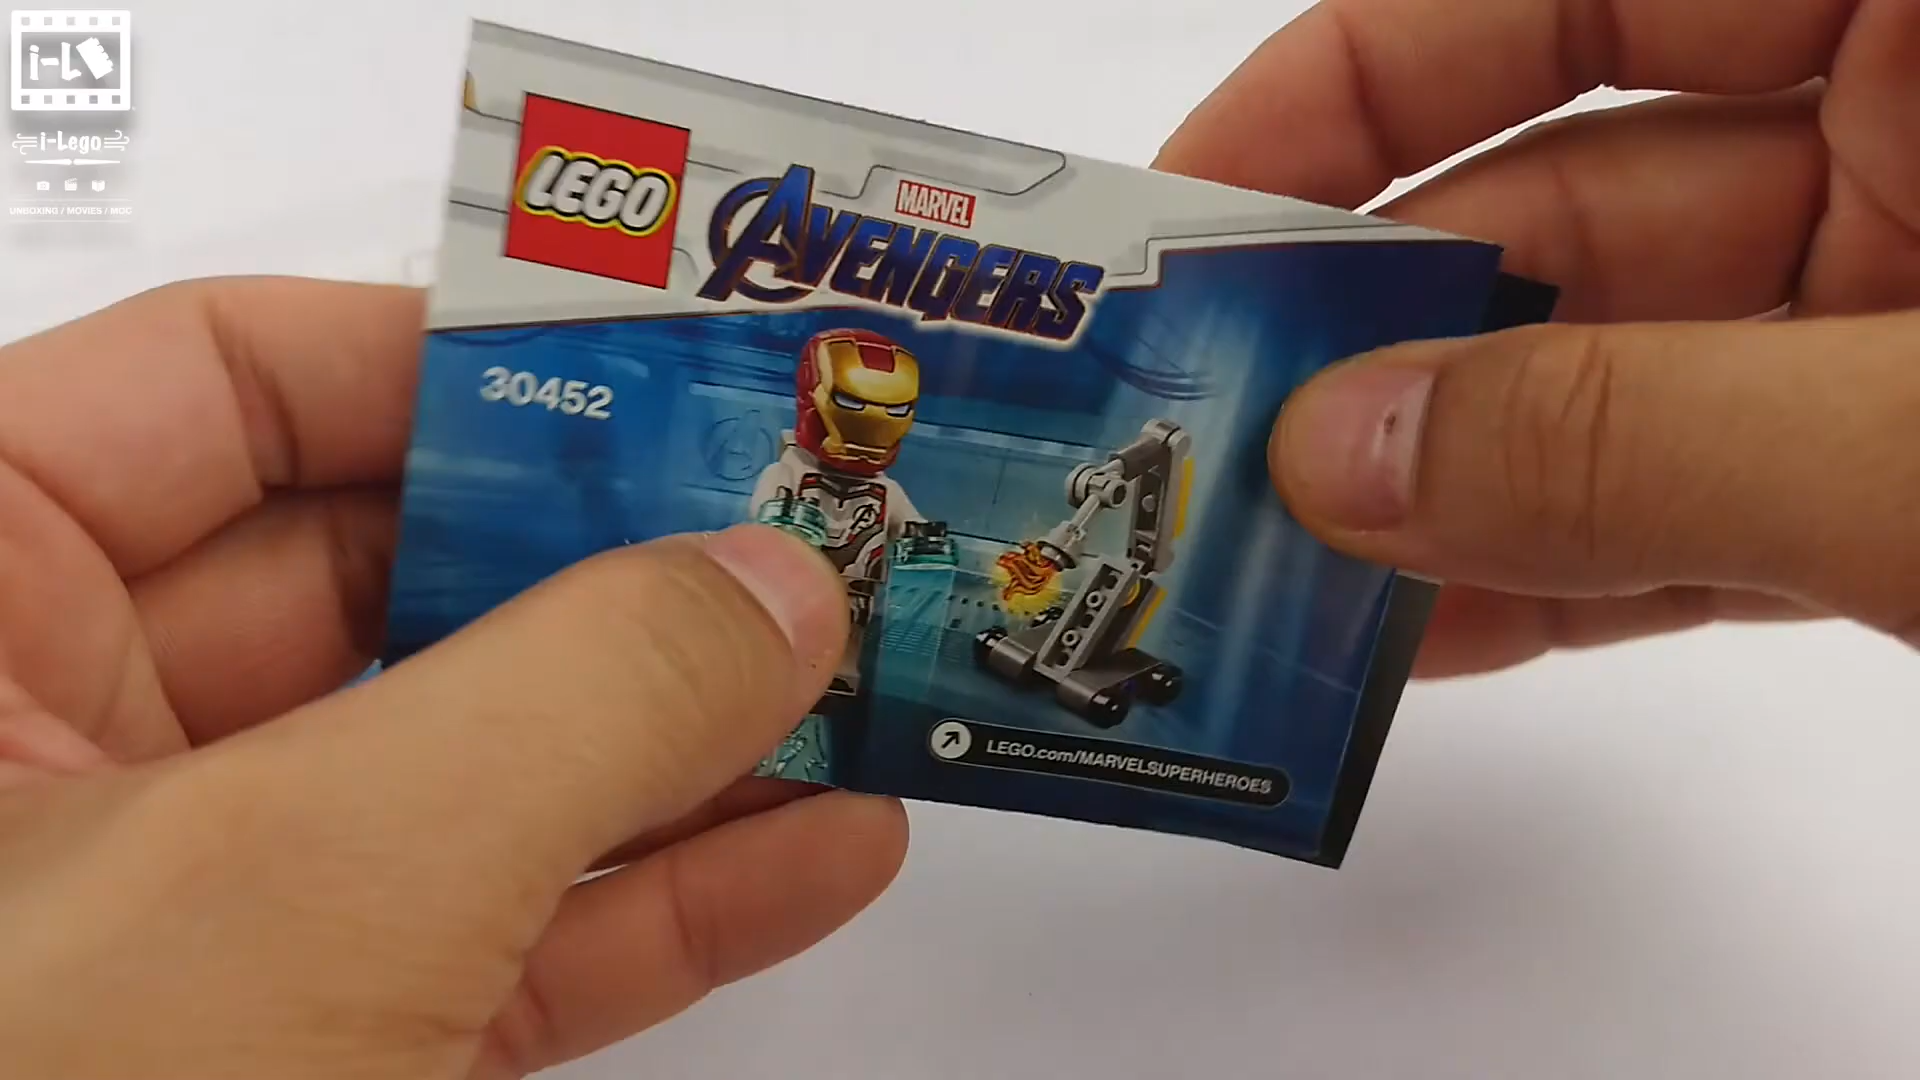 i-L
i-Lego
UNBOXING / MOVIES / MOC
LEGO
MARVEL
AVENGERS
30452
LEGO.com/MARVELSUPERHEROES